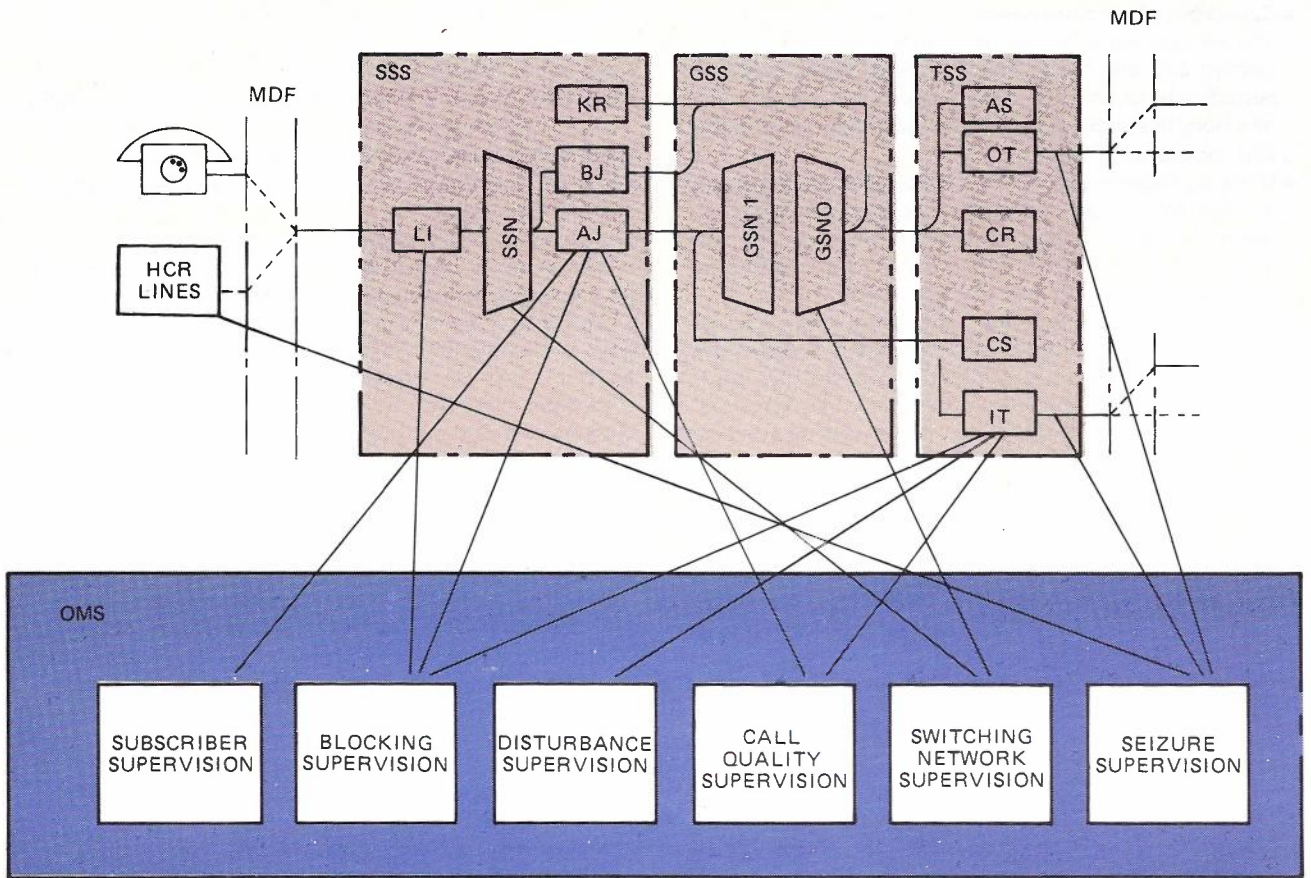 MDF
SSS
GSS
TSS
MDF
KR
BJ
AJ
LI
SSN
GSN 1
GSNO
AS
OT
CR
CS
IT
HCR
LINES
OMS
SUBSCRIBER
SUPERVISION
BLOCKING
SUPERVISION
DISTURBANCE
SUPERVISION
CALL
QUALITY
SUPERVISION
SWITCHING
NETWORK
SUPERVISION
SEIZURE
SUPERVISION